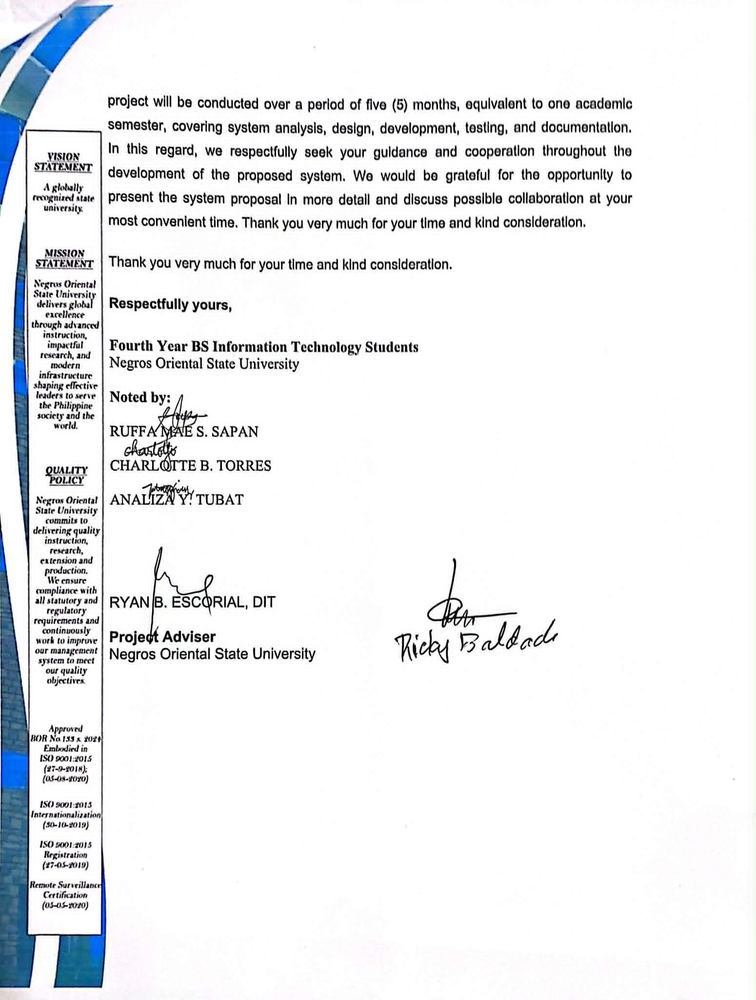 project will be conducted over a period of five (5) months, equivalent to one academic
semester, covering system analysis, design, development, testing, and documentation.
In this regard, we respectfully seek your guidance and cooperation throughout the
development of the proposed system. We would be grateful for the opportunity to
present the system proposal in more detail and discuss possible collaboration at your
most convenient time. Thank you very much for your time and kind consideration.
Thank you very much for your time and kind consideration.
Respectfully yours,
Fourth Year BS Information Technology Students
Negros Oriental State University
Noted by:
RUFFA MAE S. SAPAN
Charlotte
CHARLOTTE B. TORRES
ANALIZA Y. TUBAT
RYAN B. ESCORIAL, DIT
Project Adviser
Negros Oriental State University
Ricky Baldado
VISION
STATEMENT
A globally
recognized state
university.
MISSION
STATEMENT
Negros Oriental
State University
delivers global
excellence
through advanced
instruction,
impactful
research, and
modern
infrastructure
shaping effective
leaders to serve
the Philippine
society and the
world.
QUALITY
POLICY
Negros Oriental
State University
commits to
delivering quality
instruction,
research,
extension and
production.
We ensure
compliance with
all statutory and
regulatory
requirements and
continuously
work to improve
our management
system to meet
our quality
objectives.
Approved
BOR No.133 s. 2021
Embodied in
ISO 9001:2015
(27-9-2018);
(05-08-2020)
ISO 9001:2015
Internationalization
(30-10-2019)
ISO 9001:2015
Registration
(27-05-2019)
Remote Surveillance
Certification
(05-05-2020)